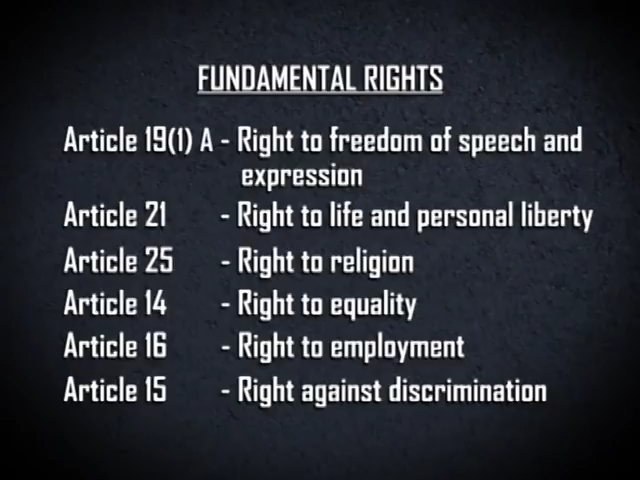 FUNDAMENTAL RIGHTS
Article 19(1) A - Right to freedom of speech and
expression
Article 21 - Right to life and personal liberty
Article 25 - Right to religion
Article 14 - Right to equality
Article 16 - Right to employment
Article 15 - Right against discrimination